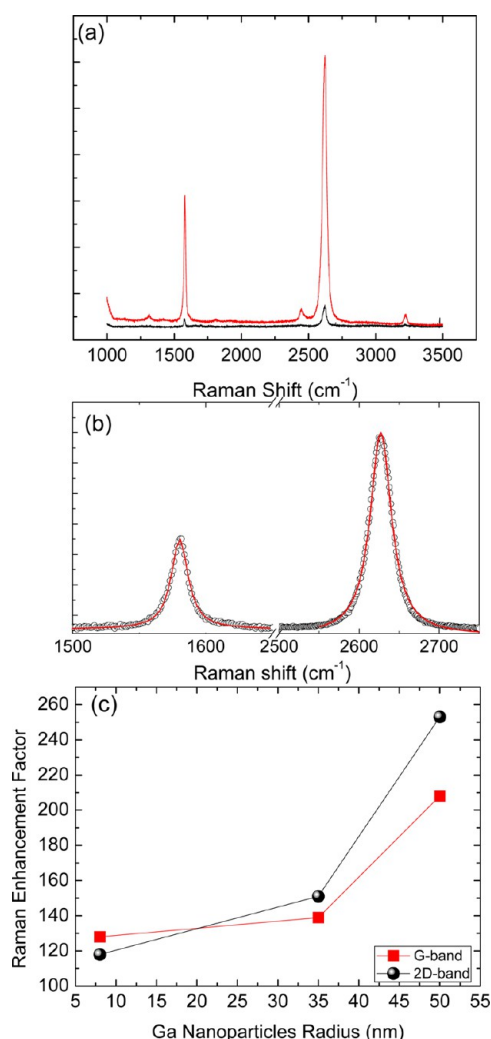 (a)
1000 1500 2000 2500 3000 3500
Raman Shift (cm-1)
(b)
1500 1600 2500 2600 2700
Raman shift (cm-1)
(c)
260
240
220
200
180
160
140
120
100
Raman Enhancement Factor
G-band
2D-band
5 10 15 20 25 30 35 40 45 50 55
Ga Nanoparticles Radius (nm)